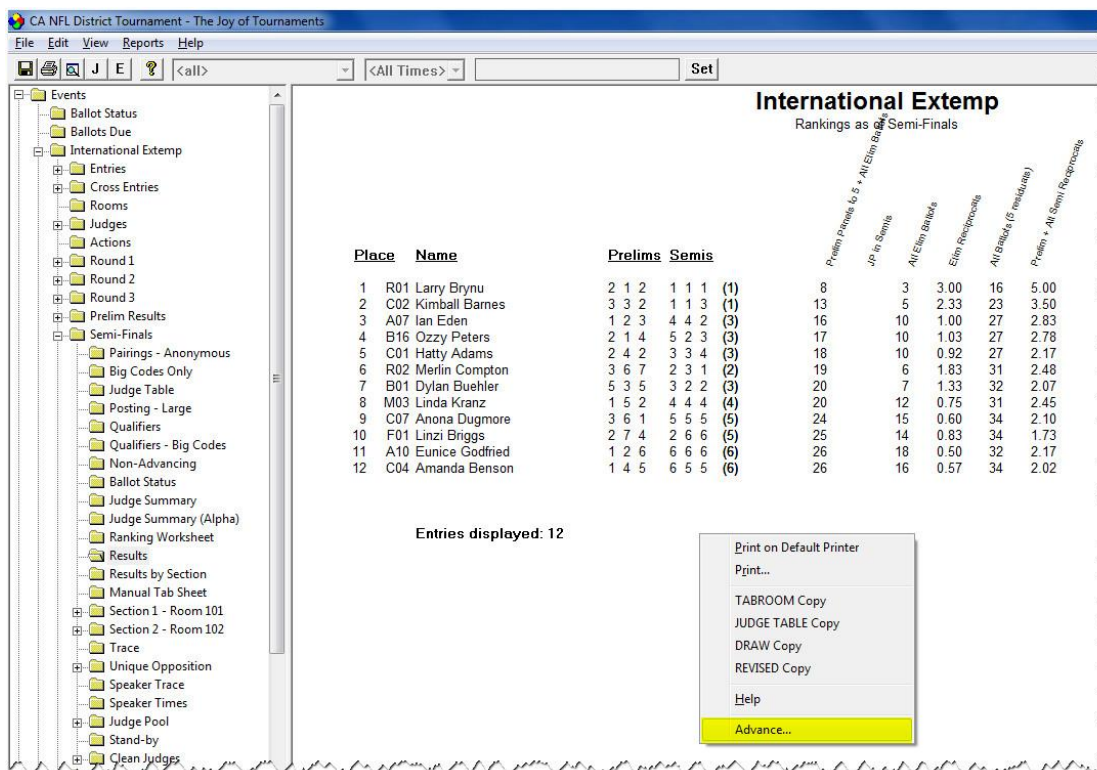 CA NFL District Tournament - The Joy of Tournaments
File Edit View Reports Help
J E ? <all> <All Times> Set
Events
Ballot Status
Ballots Due
International Extemp
Entries
Cross Entries
Rooms
Judges
Actions
Round 1
Round 2
Round 3
Prelim Results
Semi-Finals
Pairings - Anonymous
Big Codes Only
Judge Table
Posting - Large
Qualifiers
Qualifiers - Big Codes
Non-Advancing
Ballot Status
Judge Summary
Judge Summary (Alpha)
Ranking Worksheet
Results
Results by Section
Manual Tab Sheet
Section 1 - Room 101
Section 2 - Room 102
Trace
Unique Opposition
Speaker Trace
Speaker Times
Judge Pool
Stand-by
Clean Judges
International Extemp
Rankings as of Semi-Finals
Place Name Prelims Semis Prelim Panels to 5 + All Elim Ballots JP in Semis All Elim Ballots Elim Reciprocals All Ballots (5 residuals) Prelim + All Semi Reciprocals
1 R01 Larry Brynu 2 1 2 1 1 1 (1) 8 3 3.00 16 5.00
2 C02 Kimball Barnes 3 3 2 1 1 3 (1) 13 5 2.33 23 3.50
3 A07 Ian Eden 1 2 3 4 4 2 (3) 16 10 1.00 27 2.83
4 B16 Ozzy Peters 2 1 4 5 2 3 (3) 17 10 1.03 27 2.78
5 C01 Hatty Adams 2 4 2 3 3 4 (3) 18 10 0.92 27 2.17
6 R02 Merlin Compton 3 6 7 2 3 1 (2) 19 6 1.83 31 2.48
7 B01 Dylan Buehler 5 3 5 3 2 2 (3) 20 7 1.33 32 2.07
8 M03 Linda Kranz 1 5 2 4 4 4 (4) 20 12 0.75 31 2.45
9 C07 Anona Dugmore 3 6 1 5 5 5 (5) 24 15 0.60 34 2.10
10 F01 Linzi Briggs 2 7 4 2 6 6 (5) 25 14 0.83 34 1.73
11 A10 Eunice Godfried 1 2 6 6 6 6 (6) 26 18 0.50 32 2.17
12 C04 Amanda Benson 1 4 5 6 5 5 (6) 26 16 0.57 34 2.02
Entries displayed: 12
Print on Default Printer
Print...
TABROOM Copy
JUDGE TABLE Copy
DRAW Copy
REVISED Copy
Help
Advance...